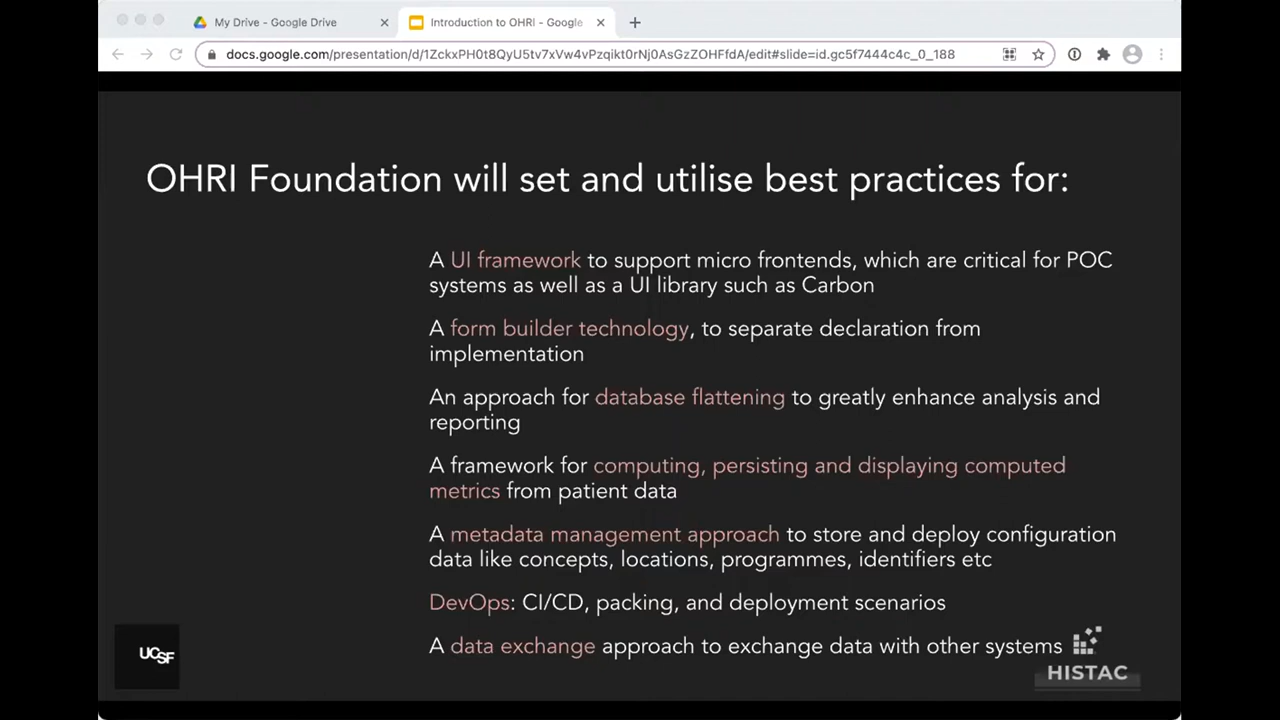 My Drive - Google Drive
Introduction to OHRI - Google
docs.google.com/presentation/d/1ZckxPH0t8QyU5tv7xVw4vPzqikt0rNj0AsGzZOHFfdA/edit#slide=id.gc5f7444c4c_0_188
OHRI Foundation will set and utilise best practices for:
A UI framework to support micro frontends, which are critical for POC
systems as well as a UI library such as Carbon
A form builder technology, to separate declaration from
implementation
An approach for database flattening to greatly enhance analysis and
reporting
A framework for computing, persisting and displaying computed
metrics from patient data
A metadata management approach to store and deploy configuration
data like concepts, locations, programmes, identifiers etc
DevOps: CI/CD, packing, and deployment scenarios
A data exchange approach to exchange data with other systems
UCSF
HISTAC